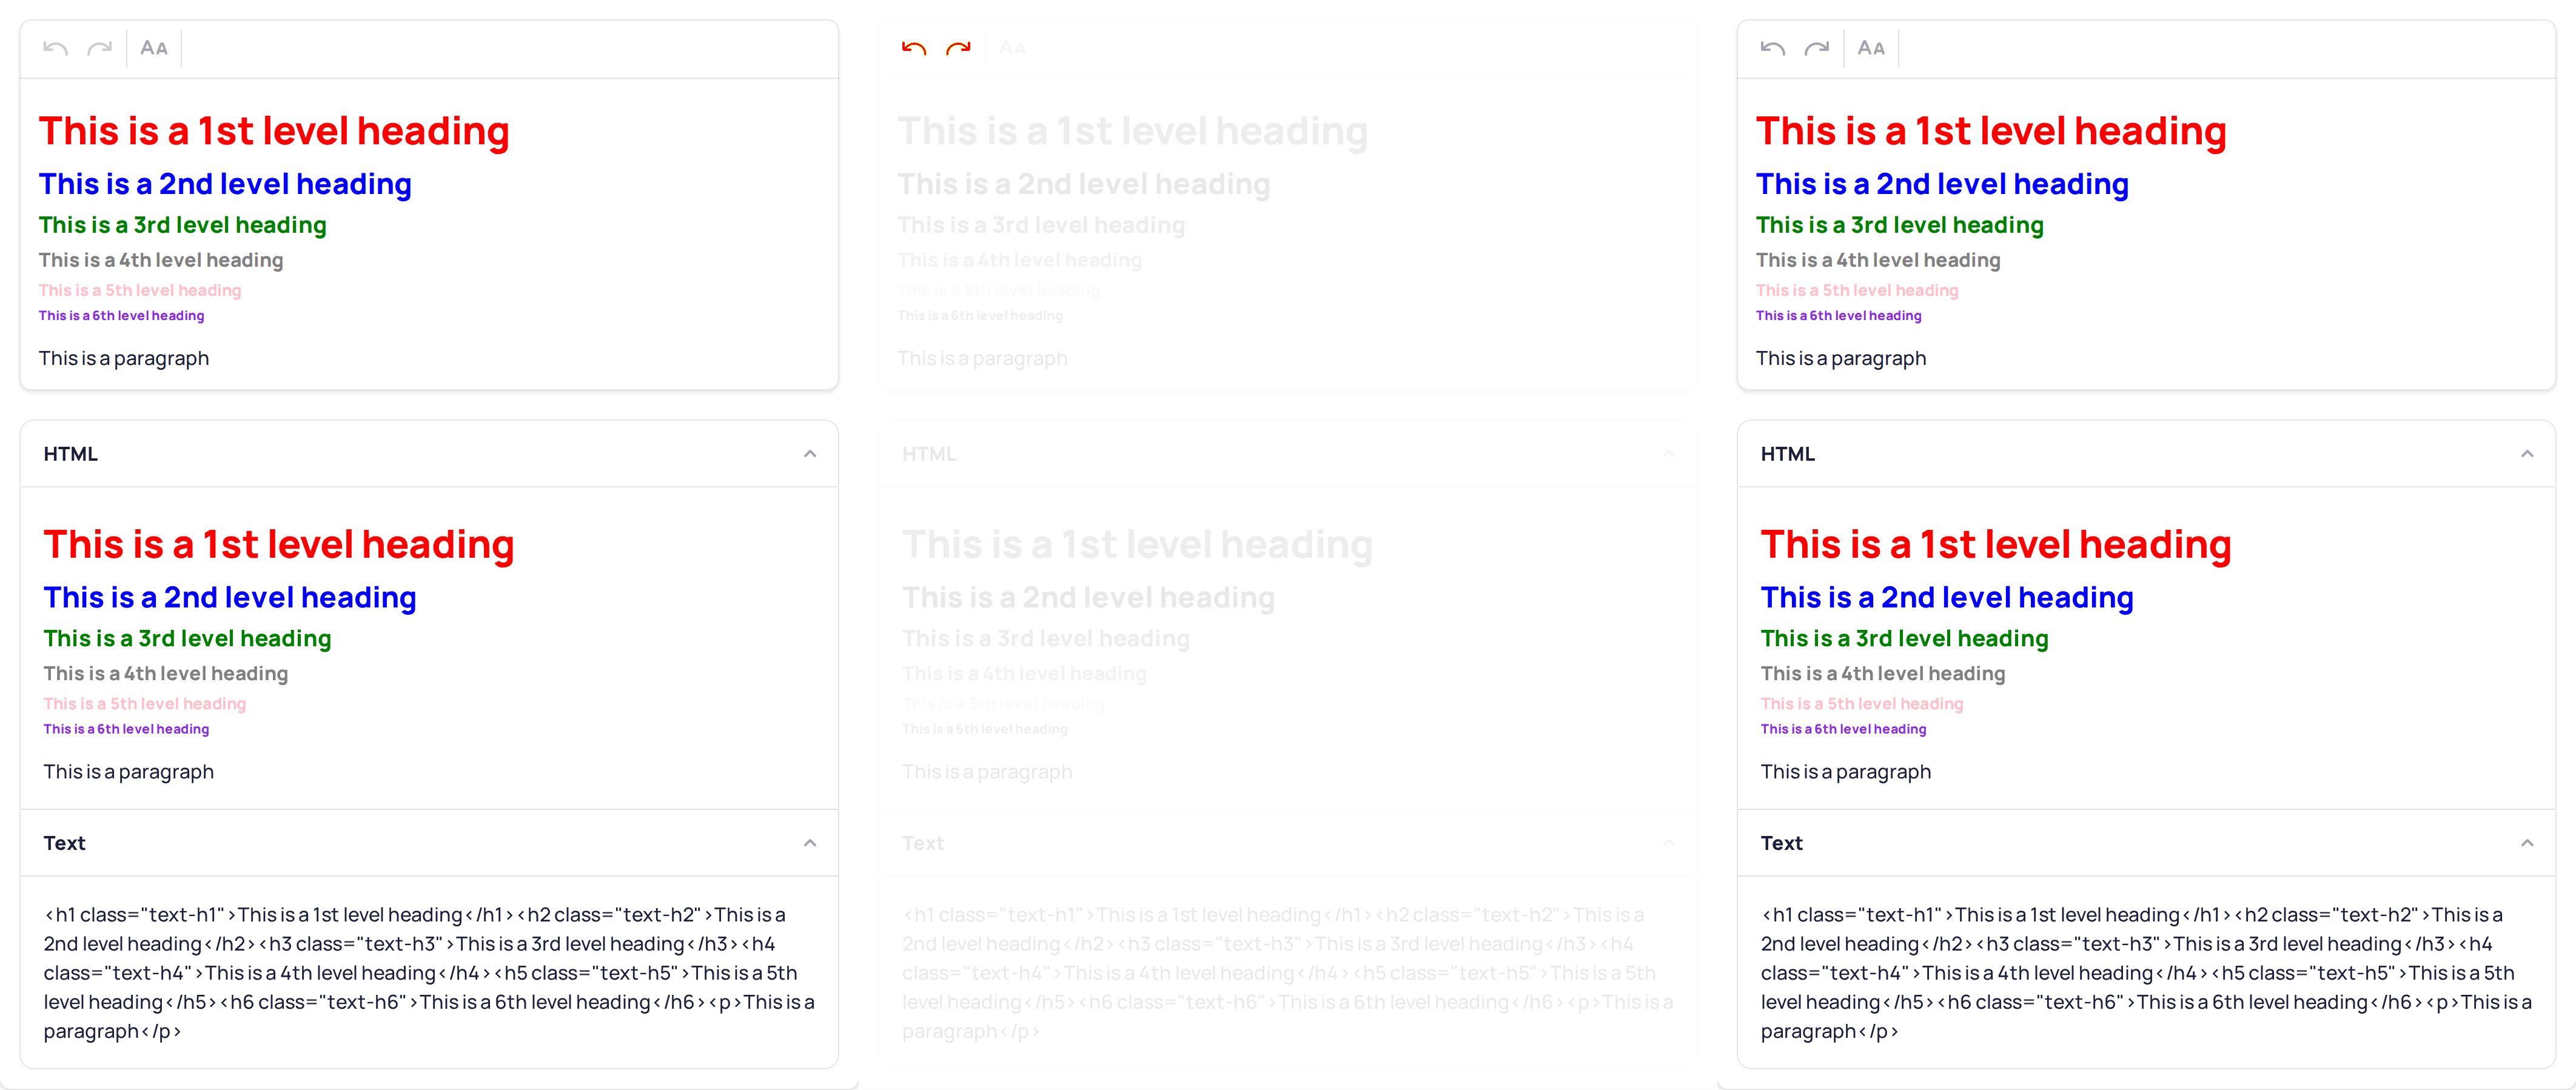 AA
This is a 1st level heading
This is a 2nd level heading
This is a 3rd level heading
This is a 4th level heading
This is a 5th level heading
This is a 6th level heading
This is a paragraph
HTML
This is a 1st level heading
This is a 2nd level heading
This is a 3rd level heading
This is a 4th level heading
This is a 5th level heading
This is a 6th level heading
This is a paragraph
Text
<h1 class="text-h1">This is a 1st level heading</h1><h2 class="text-h2">This is a
2nd level heading</h2><h3 class="text-h3">This is a 3rd level heading</h3><h4
class="text-h4">This is a 4th level heading</h4><h5 class="text-h5">This is a 5th
level heading</h5><h6 class="text-h6">This is a 6th level heading</h6><p>This is a
paragraph</p>
AA
This is a 1st level heading
This is a 2nd level heading
This is a 3rd level heading
This is a 4th level heading
This is a 5th level heading
This is a 6th level heading
This is a paragraph
HTML
This is a 1st level heading
This is a 2nd level heading
This is a 3rd level heading
This is a 4th level heading
This is a 5th level heading
This is a 6th level heading
This is a paragraph
Text
<h1 class="text-h1">This is a 1st level heading</h1><h2 class="text-h2">This is a
2nd level heading</h2><h3 class="text-h3">This is a 3rd level heading</h3><h4
class="text-h4">This is a 4th level heading</h4><h5 class="text-h5">This is a 5th
level heading</h5><h6 class="text-h6">This is a 6th level heading</h6><p>This is a
paragraph</p>
AA
This is a 1st level heading
This is a 2nd level heading
This is a 3rd level heading
This is a 4th level heading
This is a 5th level heading
This is a 6th level heading
This is a paragraph
HTML
This is a 1st level heading
This is a 2nd level heading
This is a 3rd level heading
This is a 4th level heading
This is a 5th level heading
This is a 6th level heading
This is a paragraph
Text
<h1 class="text-h1">This is a 1st level heading</h1><h2 class="text-h2">This is a
2nd level heading</h2><h3 class="text-h3">This is a 3rd level heading</h3><h4
class="text-h4">This is a 4th level heading</h4><h5 class="text-h5">This is a 5th
level heading</h5><h6 class="text-h6">This is a 6th level heading</h6><p>This is a
paragraph</p>